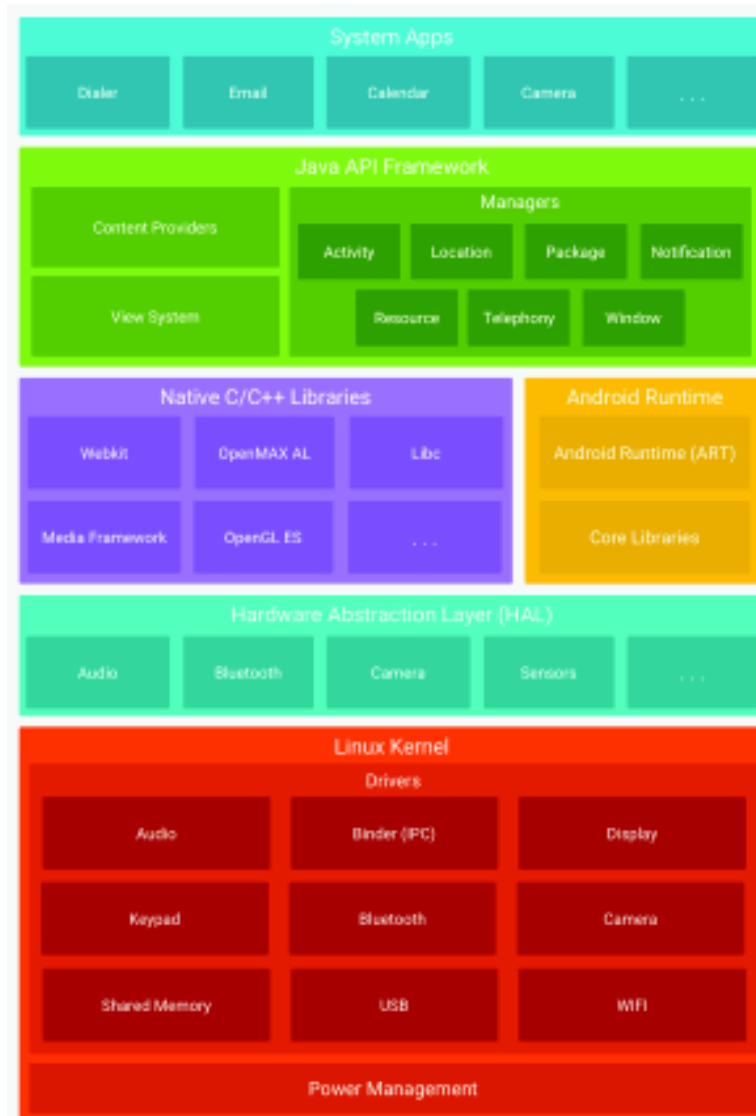 System Apps
Dialer
Email
Calendar
Camera
. . .
Java API Framework
Content Providers
View System
Managers
Activity
Location
Package
Notification
Resource
Telephony
Window
Native C/C++ Libraries
Webkit
OpenMAX AL
Libc
Media Framework
OpenGL ES
. . .
Android Runtime
Android Runtime (ART)
Core Libraries
Hardware Abstraction Layer (HAL)
Audio
Bluetooth
Camera
Sensors
. . .
Linux Kernel
Drivers
Audio
Binder (IPC)
Display
Keypad
Bluetooth
Camera
Shared Memory
USB
WIFI
Power Management